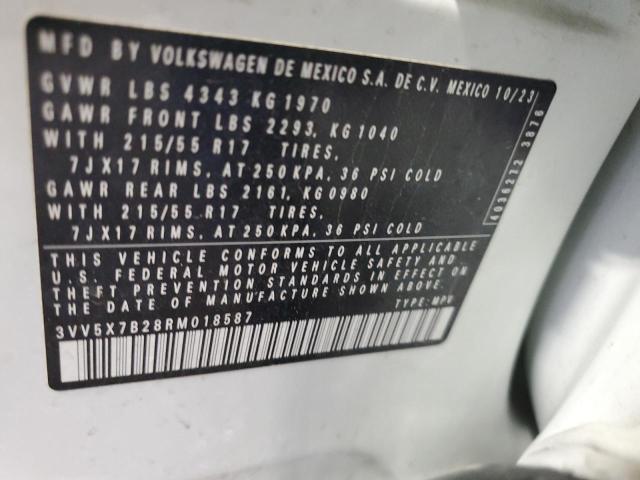 MFD BY VOLKSWAGEN DE MEXICO S.A. DE C.V. MEXICO 10/23
GVWR LBS 4343 KG 1970
GAWR FRONT LBS 2293, KG 1040
WITH 215/55 R17 TIRES,
7JX17 RIMS, AT 250 KPA, 36 PSI COLD
GAWR REAR LBS 2161, KG 0980
WITH 215/55 R17 TIRES,
7JX17 RIMS, AT 250 KPA, 36 PSI COLD
THIS VEHICLE CONFORMS TO ALL APPLICABLE
U.S. FEDERAL MOTOR VEHICLE SAFETY AND
THEFT PREVENTION STANDARDS IN EFFECT ON
THE DATE OF MANUFACTURE SHOWN ABOVE.
3VV5X7B28RM018587 TYPE: MPV
4036272 3876